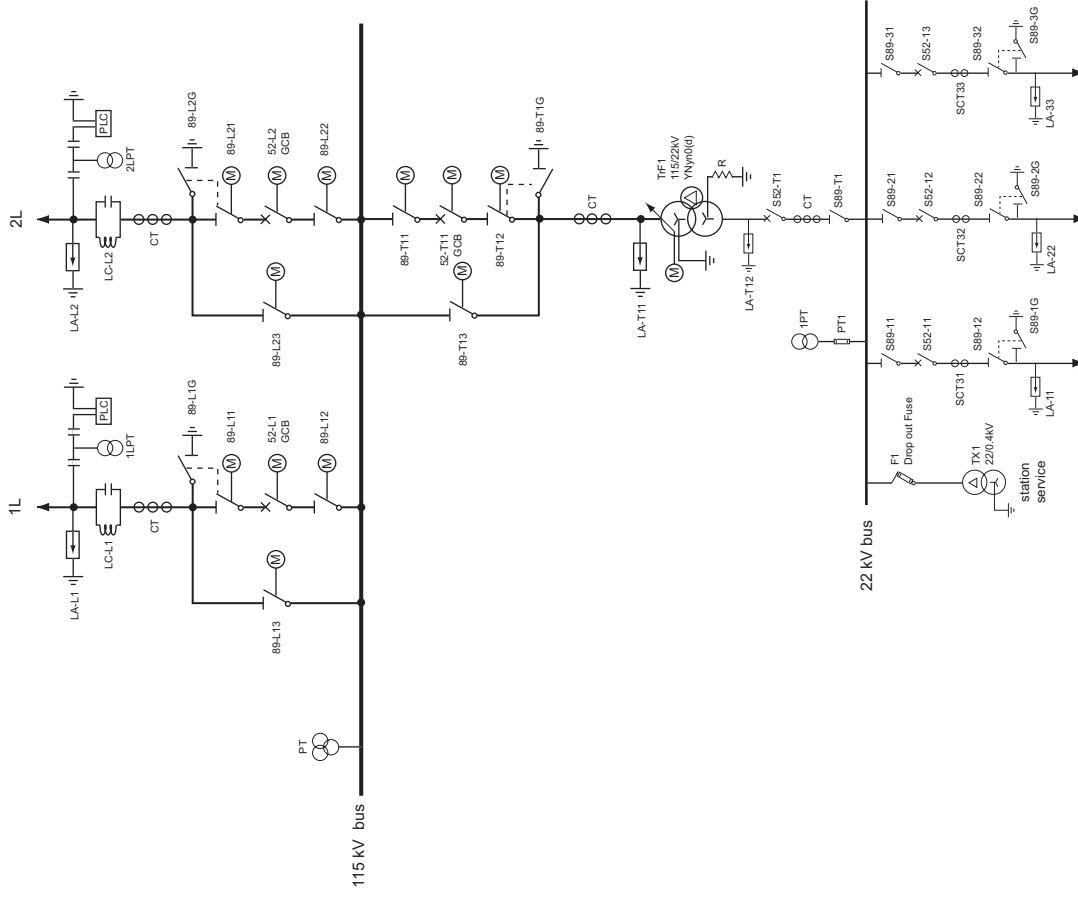 1L
2L
PLC
1LPT
LA-L1
LC-L1
CT
89-L1G
89-L11
52-L1
GCB
89-L12
89-L13
PLC
2LPT
LA-L2
LC-L2
CT
89-L2G
89-L21
52-L2
GCB
89-L22
89-L23
M
M
M
M
M
M
M
M
PT
115 kV bus
89-T11
52-T11
GCB
89-T12
89-T13
89-T1G
M
M
M
M
CT
LA-T11
TrF1
115/22kV
YNyn0(d)
M
R
LA-T12
S52-T1
CT
S89-T1
22 kV bus
1PT
PT1
F1
Drop out Fuse
TX1
22/0.4kV
station
service
S89-11
S52-11
SCT31
S89-12
S89-1G
LA-11
S89-21
S52-12
SCT32
S89-22
S89-2G
LA-22
S89-31
S52-13
SCT33
S89-32
S89-3G
LA-33